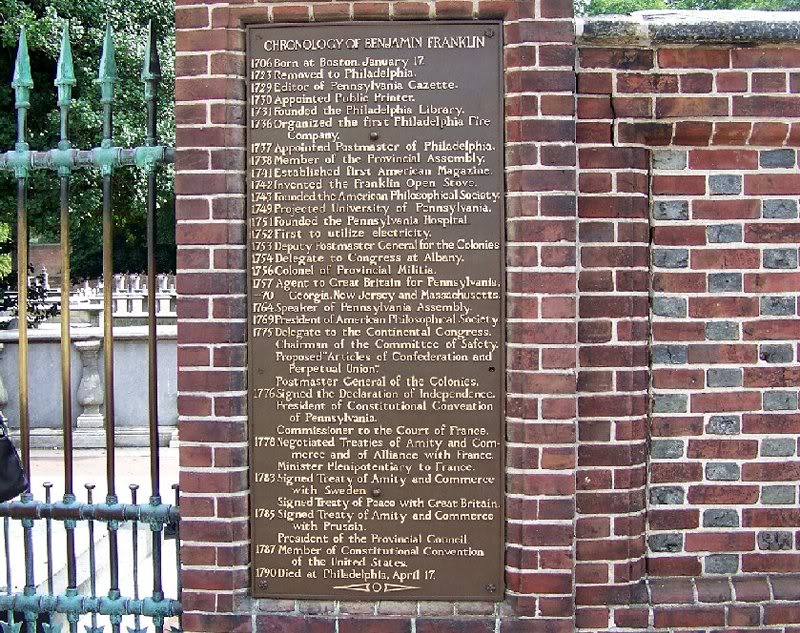 CHRONOLOGY OF BENJAMIN FRANKLIN
1706 Born at Boston, January 17.
1723 Removed to Philadelphia.
1729 Editor of Pennsylvania Gazette.
1730 Appointed Public Printer.
1731 Founded the Philadelphia Library.
1736 Organized the first Philadelphia Fire
Company.
1737 Appointed Postmaster of Philadelphia.
1738 Member of the Provincial Assembly.
1741 Established first American Magazine.
1742 Invented the Franklin Open Stove.
1743 Founded the American Philosophical Society.
1749 Projected University of Pennsylvania.
1751 Founded the Pennsylvania Hospital
1752 First to utilize electricity.
1753 Deputy Postmaster General for the Colonies
1754 Delegate to Congress at Albany.
1756 Colonel of Provincial Militia.
1757 Agent to Great Britain for Pennsylvania,
-70 Georgia, New Jersey and Massachusetts.
1764 Speaker of Pennsylvania Assembly.
1769 President of American Philosophical Society
1775 Delegate to the Continental Congress.
Chairman of the Committee of Safety.
Proposed "Articles of Confederation and
Perpetual Union".
Postmaster General of the Colonies.
1776 Signed the Declaration of Independence.
President of Constitutional Convention
of Pennsylvania.
Commissioner to the Court of France.
1778 Negotiated Treaties of Amity and Com-
merce and of Alliance with France.
Minister Plenipotentiary to France.
1783 Signed Treaty of Amity and Commerce
with Sweden
Signed Treaty of Peace with Great Britain.
1785 Signed Treaty of Amity and Commerce
with Prussia.
President of the Provincial Council
1787 Member of Constitutional Convention
of the United States.
1790 Died at Philadelphia, April 17.